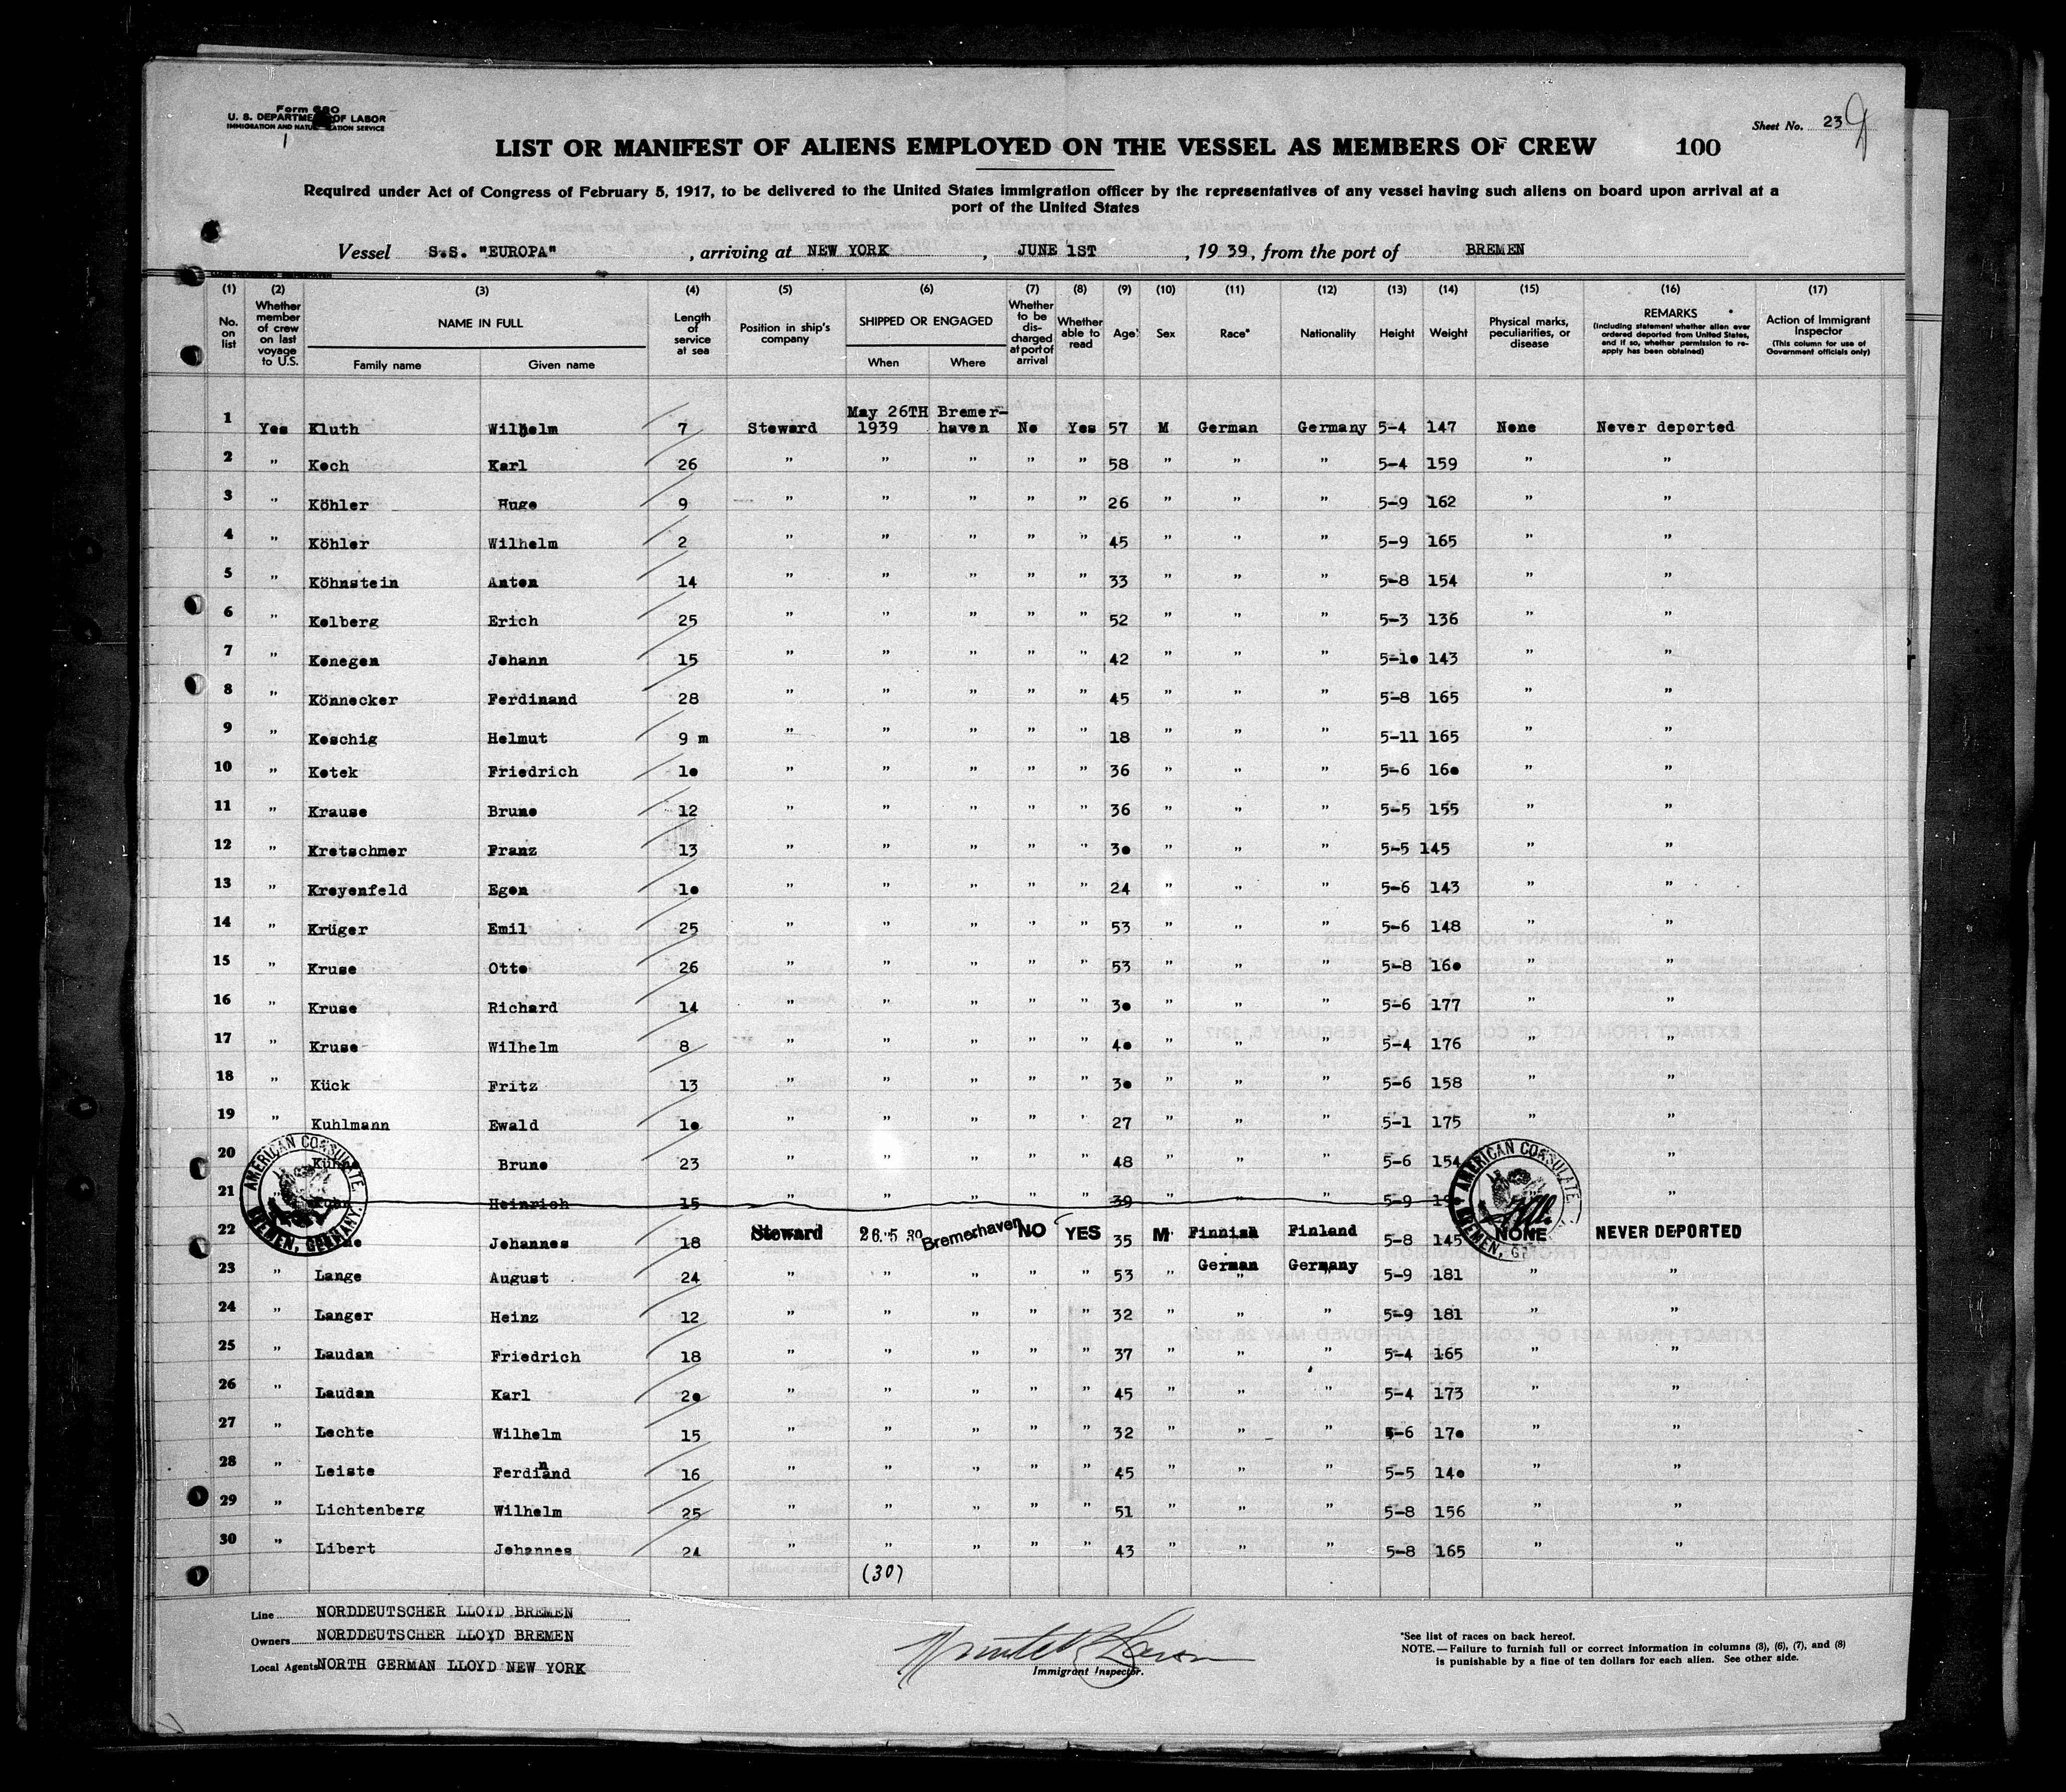 Form 680
U. S. DEPARTMENT OF LABOR
IMMIGRATION AND NATURALIZATION SERVICE
Sheet No. 23
LIST OR MANIFEST OF ALIENS EMPLOYED ON THE VESSEL AS MEMBERS OF CREW 100
Required under Act of Congress of February 5, 1917, to be delivered to the United States immigration officer by the representatives of any vessel having such aliens on board upon arrival at a
port of the United States
Vessel S.S. "EUROPA", arriving at NEW YORK, JUNE 1ST, 1939, from the port of BREMEN
(1) (2) (3) (4) (5) (6) (7) (8) (9) (10) (11) (12) (13) (14) (15) (16) (17)
No. on list
Whether member of crew on last voyage to U.S.
NAME IN FULL
Family name Given name
Length of service at sea
Position in ship's company
SHIPPED OR ENGAGED
When Where
Whether to be discharged at port of arrival
Whether able to read
Age
Sex
Race*
Nationality
Height
Weight
Physical marks, peculiarities, or disease
REMARKS
(Including statement whether alien ever ordered deported from United States, and if so, whether permission to reapply has been obtained)
Action of Immigrant Inspector
(This column for use of Government officials only)
1 Yes Kluth Wilhelm 7 Steward May 26TH 1939 Bremerhaven No Yes 57 M German Germany 5-4 147 None Never deported
2 " Koch Karl 26 " " " " " 58 " " " 5-4 159 " "
3 " Köhler Hugo 9 " " " " " 26 " " " 5-9 162 " "
4 " Köhler Wilhelm 2 " " " " " 45 " " " 5-9 165 " "
5 " Köhnstein Anton 14 " " " " " 33 " " " 5-8 154 " "
6 " Kolberg Erich 25 " " " " " 52 " " " 5-3 136 " "
7 " Konegen Johann 15 " " " " " 42 " " " 5-10 143 " "
8 " Könnecker Ferdinand 28 " " " " " 45 " " " 5-8 165 " "
9 " Koschig Helmut 9 m " " " " " 18 " " " 5-11 165 " "
10 " Kotek Friedrich 10 " " " " " 36 " " " 5-6 160 " "
11 " Krause Bruno 12 " " " " " 36 " " " 5-5 155 " "
12 " Kretschmer Franz 13 " " " " " 30 " " " 5-5 145 " "
13 " Kreyenfeld Egon 10 " " " " " 24 " " " 5-6 143 " "
14 " Krüger Emil 25 " " " " " 53 " " " 5-6 148 " "
15 " Kruse Otto 26 " " " " " 53 " " " 5-8 160 " "
16 " Kruse Richard 14 " " " " " 30 " " " 5-6 177 " "
17 " Kruse Wilhelm 8 " " " " " 40 " " " 5-4 176 " "
18 " Kück Fritz 13 " " " " " 30 " " " 5-6 158 " "
19 " Kuhlmann Ewald 10 " " " " " 27 " " " 5-1 175 " "
20 Bruno 23 " " " " " 48 " " " 5-6 154 "
21 Heinrich 15 " " " " " 39 " " " 5-9 "
22 Johannes 18 Steward 26.5 39 Bremerhaven NO YES 35 M Finnish Finland 5-8 145 NONE NEVER DEPORTED
23 " Lange August 24 " " " " " 53 " German Germany 5-9 181 " "
24 " Langer Heinz 12 " " " " " 32 " " " 5-9 181 " "
25 " Laudan Friedrich 18 " " " " " 37 " " " 5-4 165 " "
26 " Laudan Karl 20 " " " " " 45 " " " 5-4 173 " "
27 " Lechte Wilhelm 15 " " " " " 32 " " " 5-6 170 " "
28 " Leiste Ferdinand 16 " " " " " 45 " " " 5-5 140 " "
29 " Lichtenberg Wilhelm 25 " " " " " 51 " " " 5-8 156 " "
30 " Libert Johannes 24 " " " " " 43 " " " 5-8 165 " "
(30)
AMERICAN CONSULATE. BREMEN, GERMANY.
AMERICAN CONSULATE. BREMEN,
Line NORDDEUTSCHER LLOYD BREMEN
Owners NORDDEUTSCHER LLOYD BREMEN
Local Agents NORTH GERMAN LLOYD NEW YORK
Immigrant Inspector.
*See list of races on back hereof.
NOTE.—Failure to furnish full or correct information in columns (3), (6), (7), and (8)
is punishable by a fine of ten dollars for each alien. See other side.